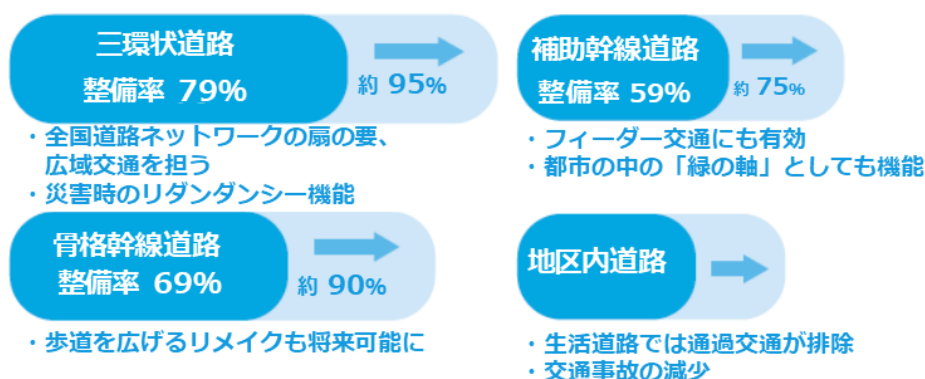 三環状道路
整備率 79%
約 95%
・全国道路ネットワークの扇の要、
広域交通を担う
・災害時のリダンダンシー機能
補助幹線道路
整備率 59%
約 75%
・フィーダー交通にも有効
・都市の中の「緑の軸」としても機能
骨格幹線道路
整備率 69%
約 90%
・歩道を広げるリメイクも将来可能に
地区内道路
・生活道路では通過交通が排除
・交通事故の減少